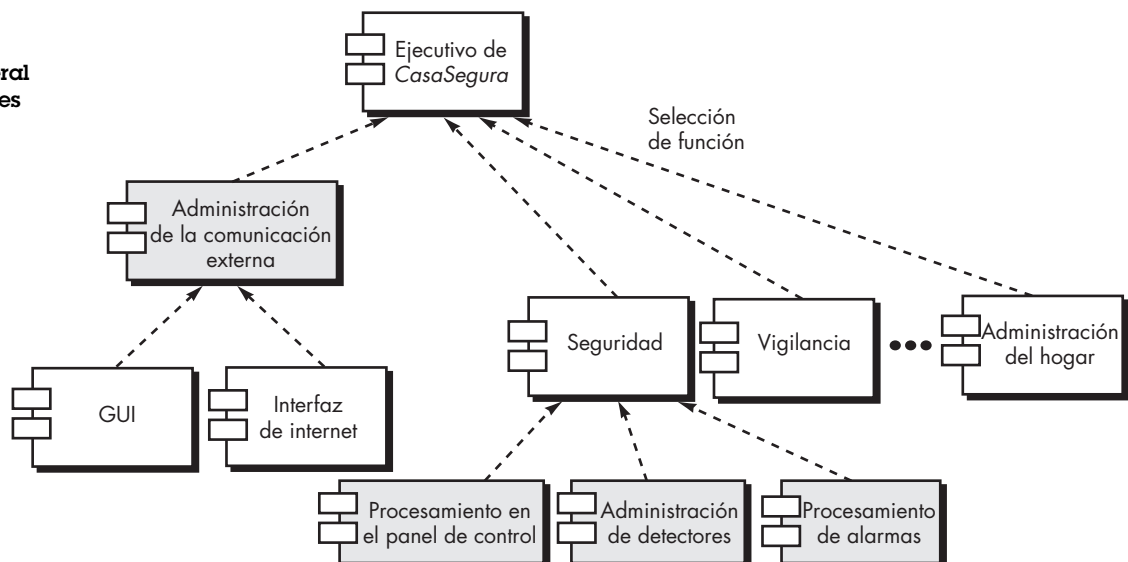 Ejecutivo de
CasaSegura
Selección
de función
Administración
de la comunicación
externa
Seguridad
Vigilancia
Administración
del hogar
GUI
Interfaz
de internet
Procesamiento en
el panel de control
Administración
de detectores
Procesamiento
de alarmas